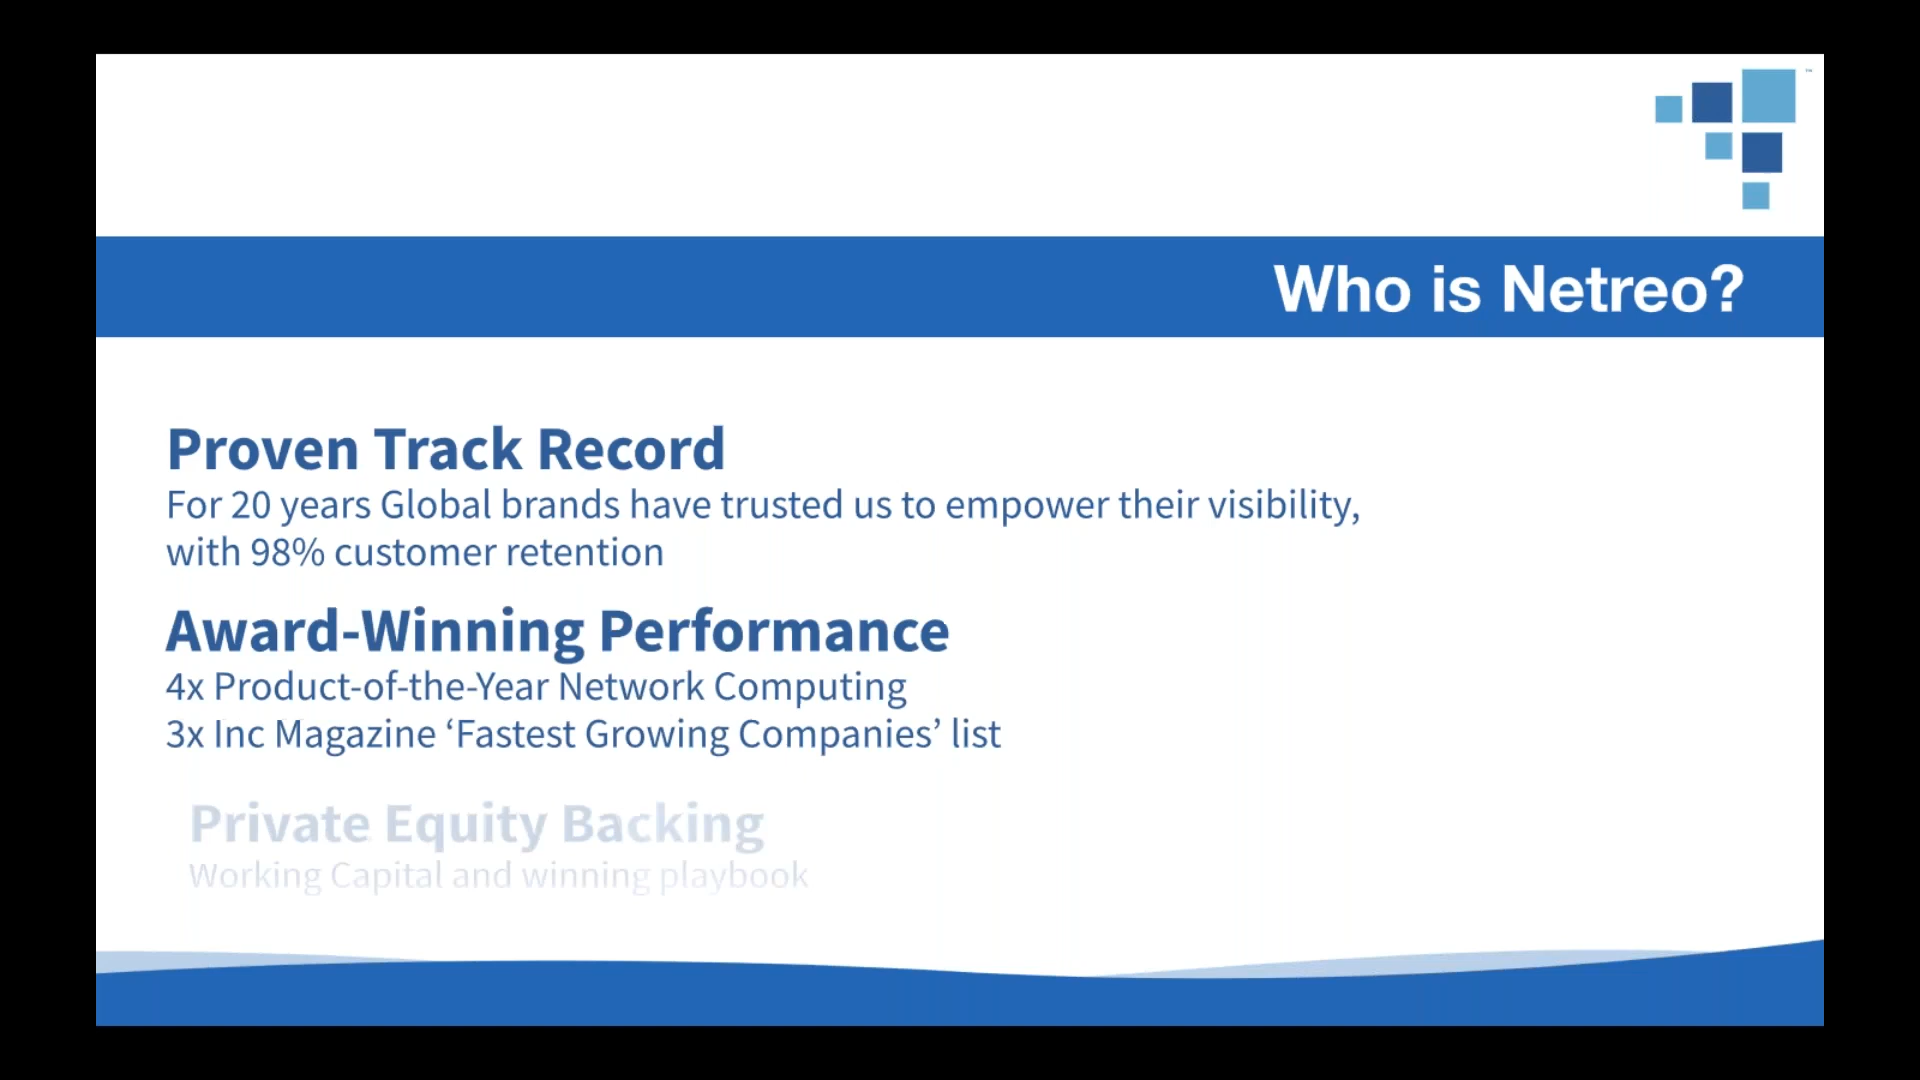 ™
Who is Netreo?
Proven Track Record
For 20 years Global brands have trusted us to empower their visibility,
with 98% customer retention
Award-Winning Performance
4x Product-of-the-Year Network Computing
3x Inc Magazine ‘Fastest Growing Companies’ list
Private Equity Backing
Working Capital and winning playbook